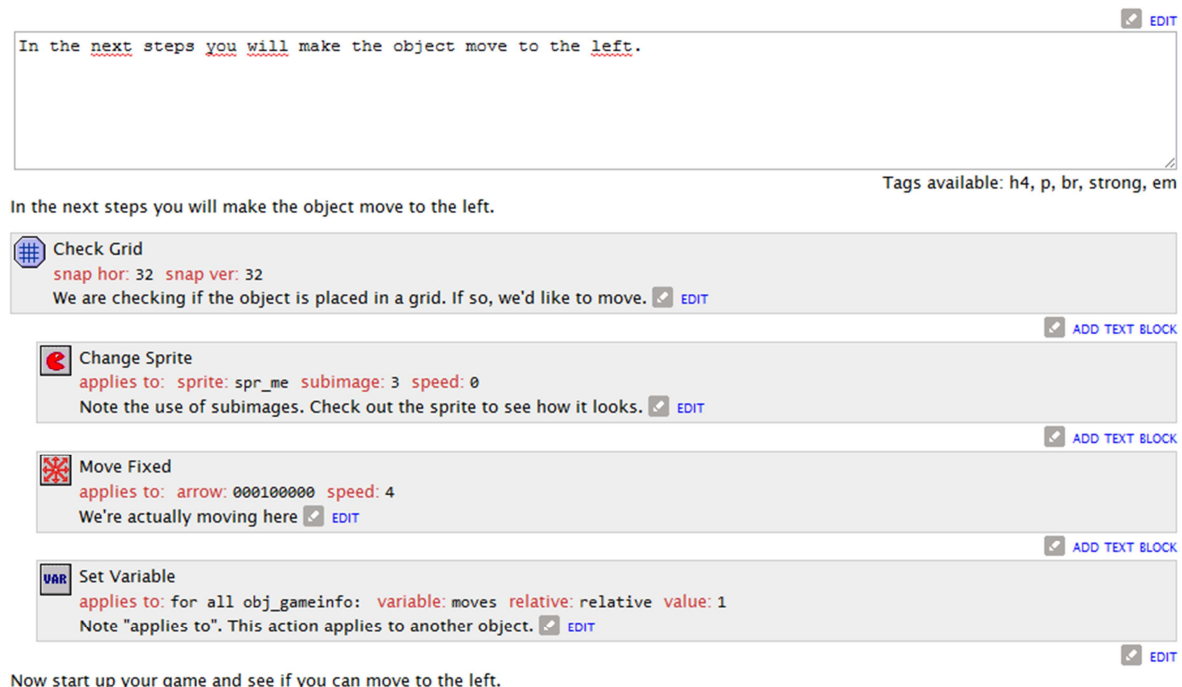 EDIT
In the next steps you will make the object move to the left.
Tags available: h4, p, br, strong, em
In the next steps you will make the object move to the left.
Check Grid
snap hor: 32 snap ver: 32
We are checking if the object is placed in a grid. If so, we'd like to move. EDIT
ADD TEXT BLOCK
Change Sprite
applies to: sprite: spr_me subimage: 3 speed: 0
Note the use of subimages. Check out the sprite to see how it looks. EDIT
ADD TEXT BLOCK
Move Fixed
applies to: arrow: 000100000 speed: 4
We're actually moving here EDIT
ADD TEXT BLOCK
VAR Set Variable
applies to: for all obj_gameinfo: variable: moves relative: relative value: 1
Note "applies to". This action applies to another object. EDIT
EDIT
Now start up your game and see if you can move to the left.